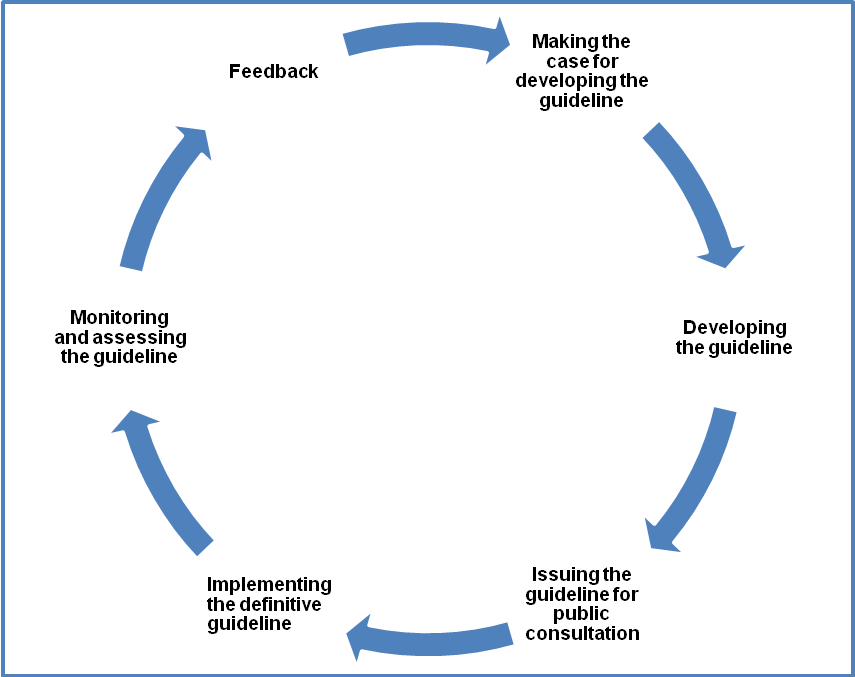 Feedback
Making the
case for
developing the
guideline
Developing
the guideline
Issuing the
guideline for
public
consultation
Implementing
the definitive
guideline
Monitoring
and assessing
the guideline